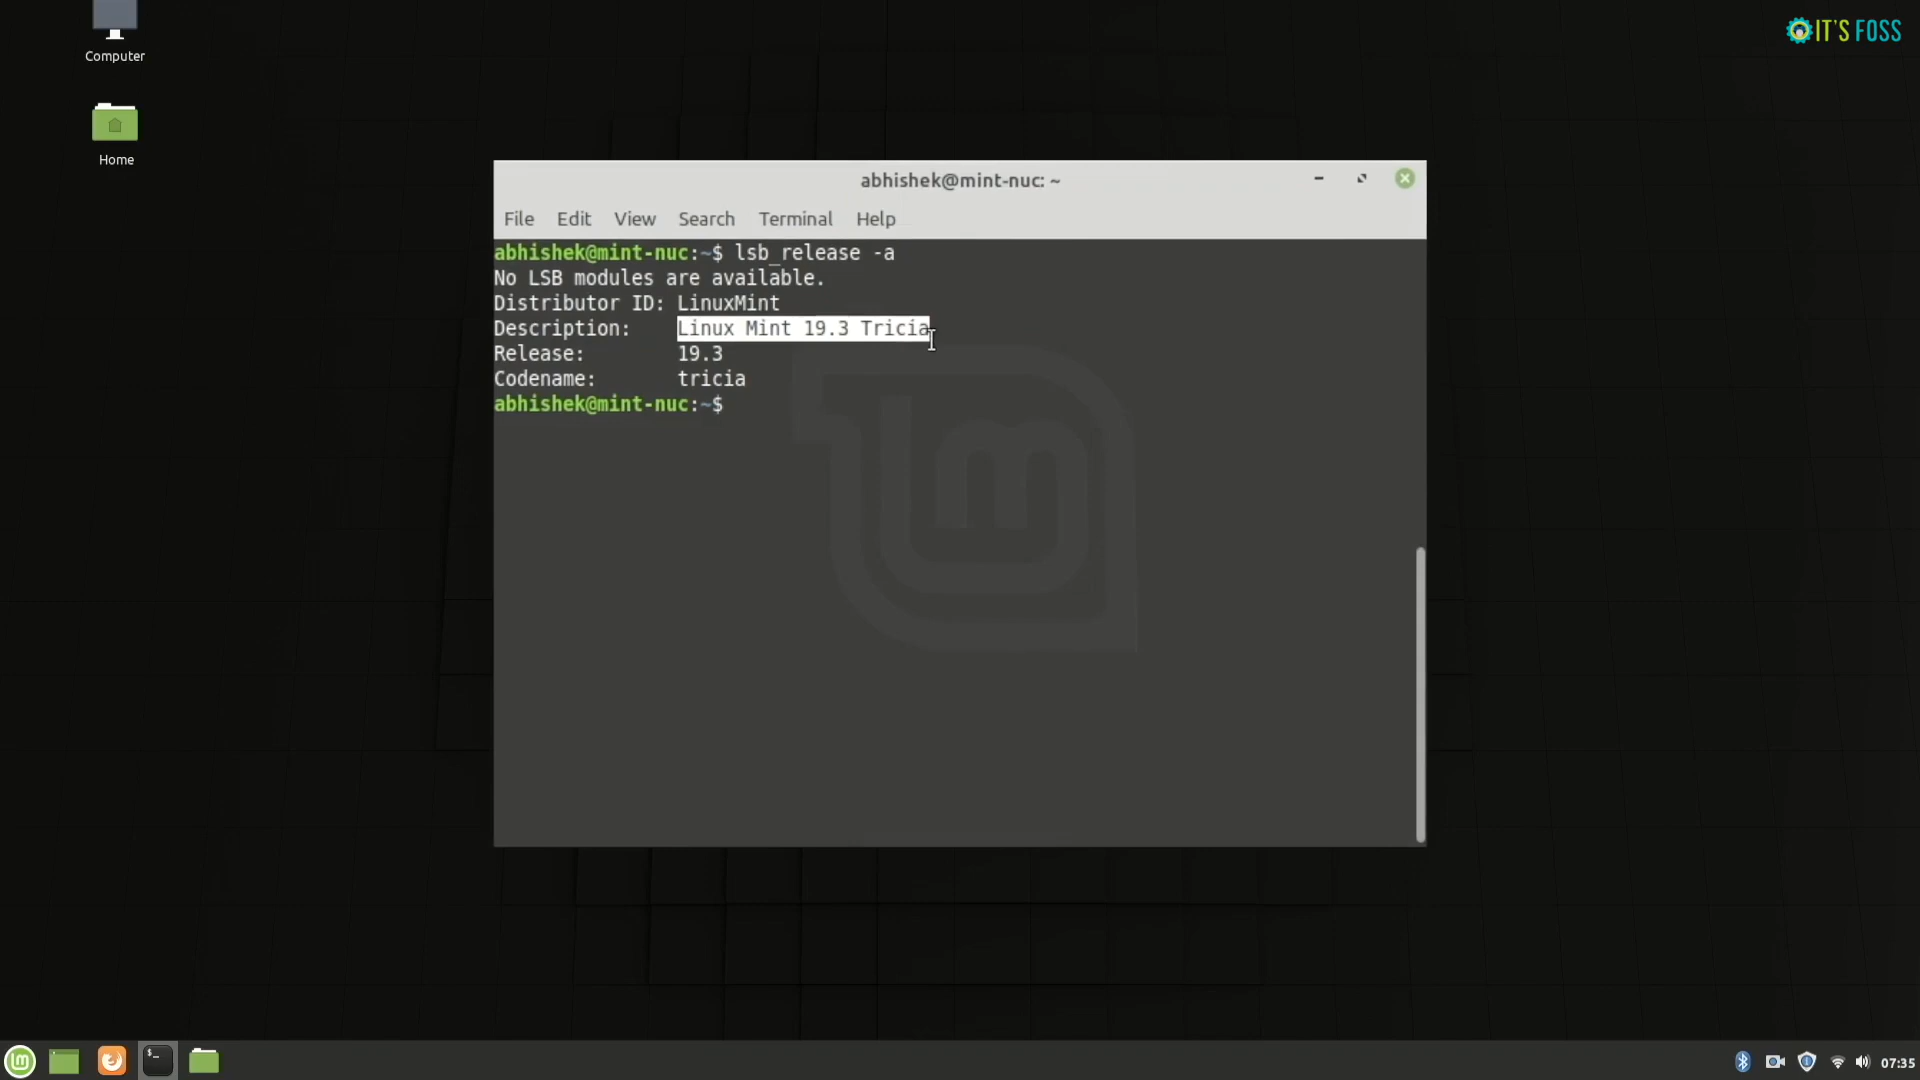 IT'S FOSS
Computer
Home
abhishek@mint-nuc: ~
File Edit View Search Terminal Help
abhishek@mint-nuc:~$ lsb_release -a
No LSB modules are available.
Distributor ID: LinuxMint
Description: Linux Mint 19.3 Tricia
Release: 19.3
Codename: tricia
abhishek@mint-nuc:~$
07:35